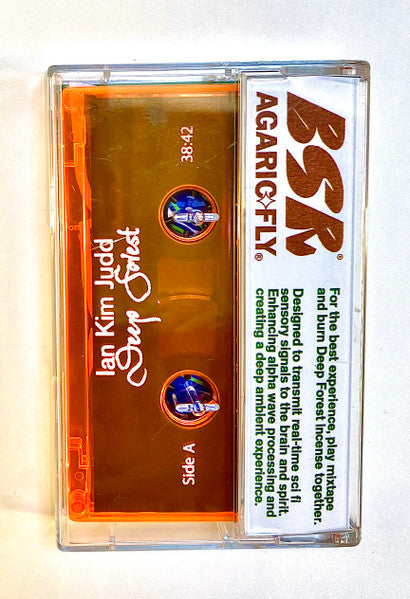 BSR®
AGARIC FLY®
For the best experience, play mixtape
and burn Deep Forest incense together.
Designed to transmit real-time sci fi
sensory signals to the brain and spirit.
Enhancing alpha wave processing and
creating a deep ambient experience.
Ian Kim Judd
Deep Forest
Side A
38:42